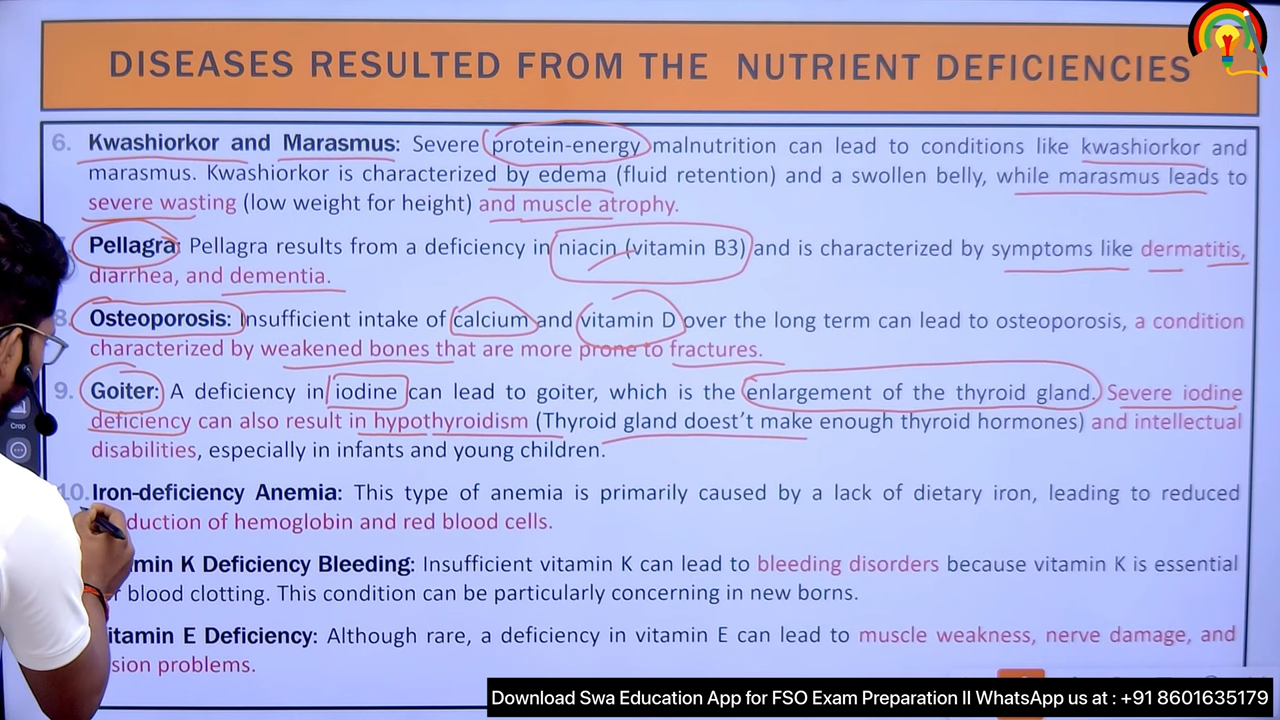 DISEASES RESULTED FROM THE NUTRIENT DEFICIENCIES
6. Kwashiorkor and Marasmus: Severe protein-energy malnutrition can lead to conditions like kwashiorkor and
marasmus. Kwashiorkor is characterized by edema (fluid retention) and a swollen belly, while marasmus leads to
severe wasting (low weight for height) and muscle atrophy.
Pellagra: Pellagra results from a deficiency in niacin (vitamin B3) and is characterized by symptoms like dermatitis,
diarrhea, and dementia.
8. Osteoporosis: Insufficient intake of calcium and vitamin D over the long term can lead to osteoporosis, a condition
characterized by weakened bones that are more prone to fractures.
9. Goiter: A deficiency in iodine can lead to goiter, which is the enlargement of the thyroid gland. Severe iodine
deficiency can also result in hypothyroidism (Thyroid gland doest't make enough thyroid hormones) and intellectual
disabilities, especially in infants and young children.
Crop
10. Iron-deficiency Anemia: This type of anemia is primarily caused by a lack of dietary iron, leading to reduced
duction of hemoglobin and red blood cells.
min K Deficiency Bleeding: Insufficient vitamin K can lead to bleeding disorders because vitamin K is essential
r blood clotting. This condition can be particularly concerning in new borns.
itamin E Deficiency: Although rare, a deficiency in vitamin E can lead to muscle weakness, nerve damage, and
sion problems.
Download Swa Education App for FSO Exam Preparation II WhatsApp us at : +91 8601635179